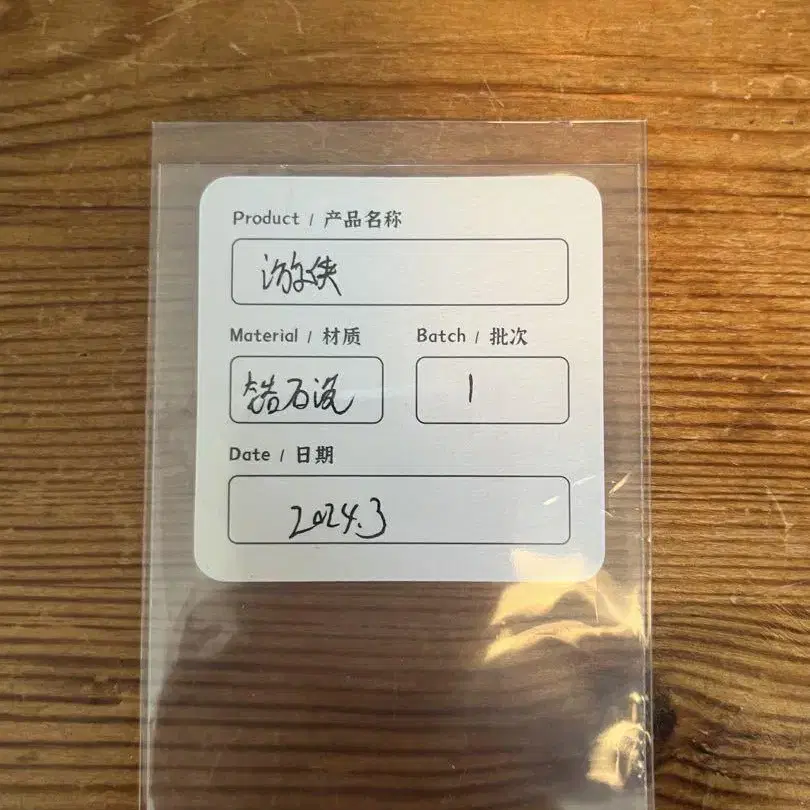 Product / 产品名称
游侠
Material / 材质
Batch / 批次
锆石瓷
1
Date / 日期
2024.3